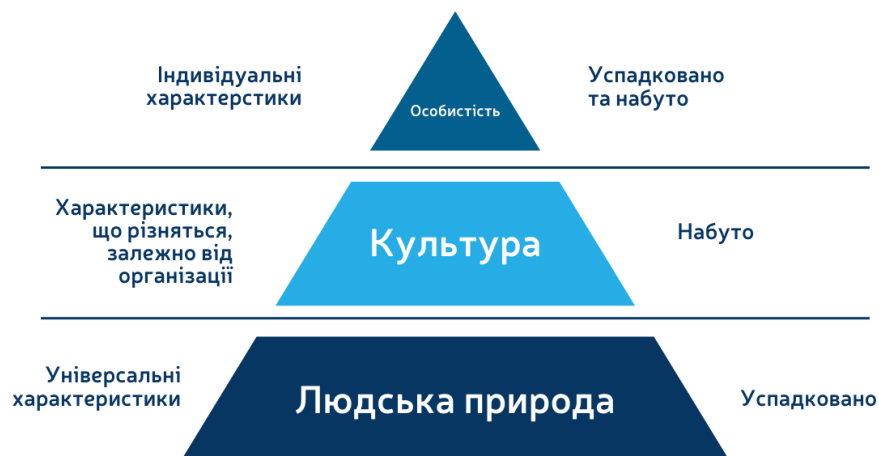 Індивідуальні
характерстики
Особистість
Успадковано
та набуто
Характеристики,
що різняться,
залежно від
організації
Культура
Набуто
Універсальні
характеристики
Людська природа
Успадковано